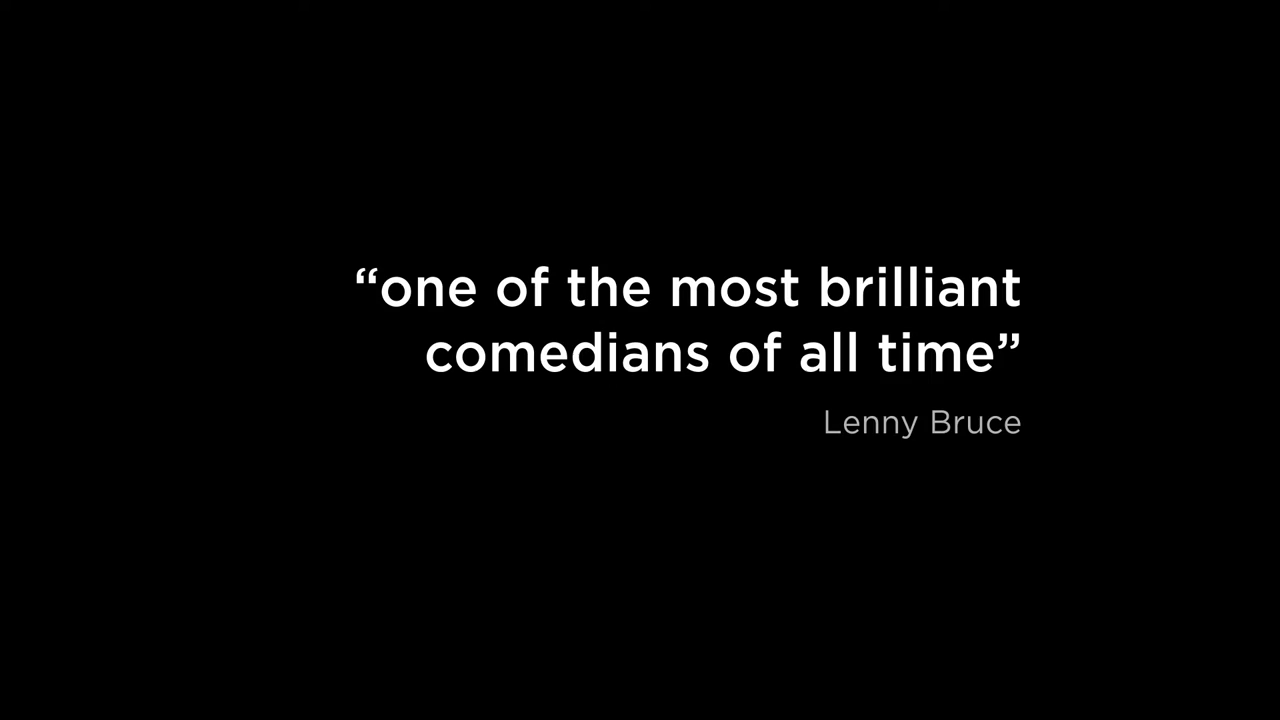 “one of the most brilliant
comedians of all time”
Lenny Bruce